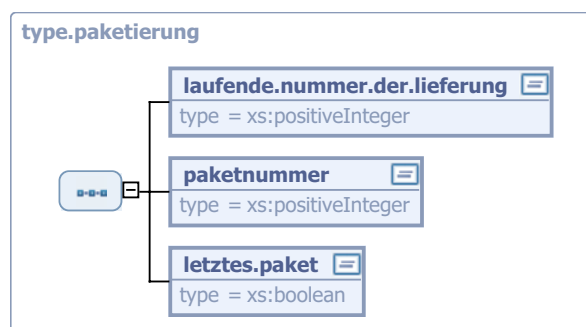 type.paketierung
laufende.nummer.der.lieferung
type = xs:positiveInteger
paketnummer
type = xs:positiveInteger
letztes.paket
type = xs:boolean